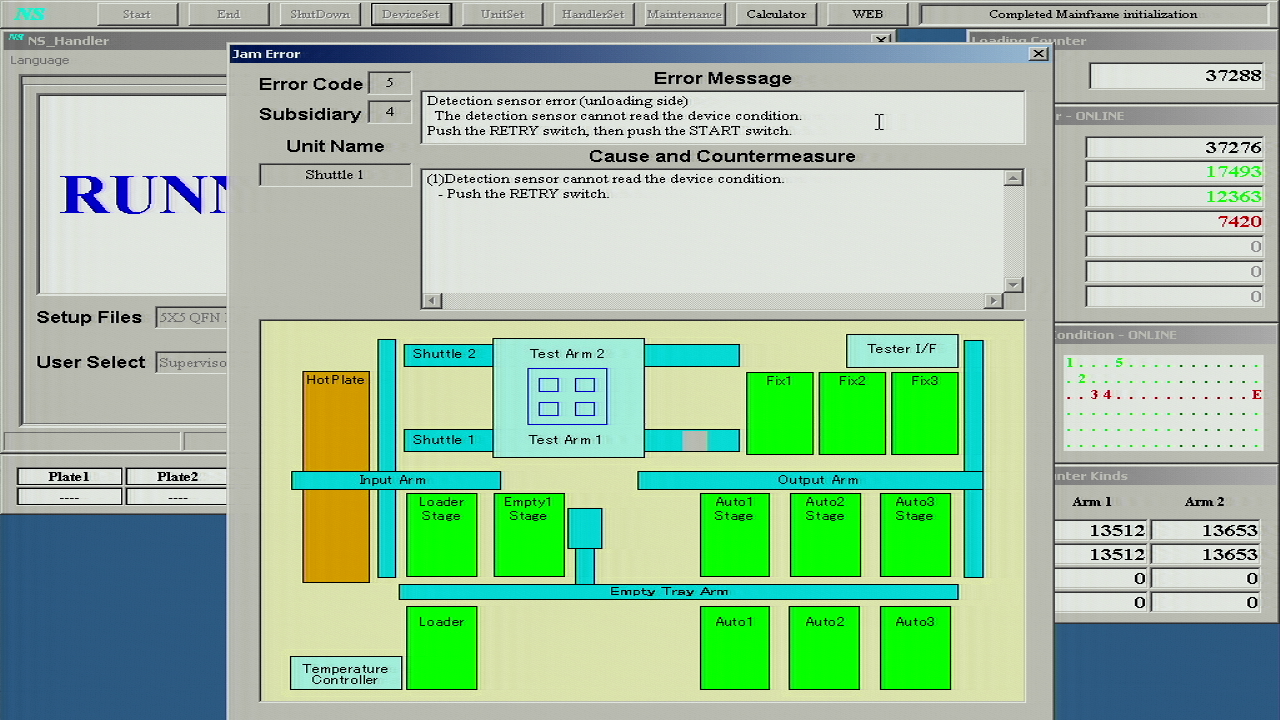 NS
Start
End
ShutDown
DeviceSet
UnitSet
HandlerSet
Maintenance
Calculator
WEB
Completed Mainframe initialization
NS NS_Handler
Language
RUNN
Setup Files
5X5 QFN
User Select
Superviso
Plate1
Plate2
----
----
Jam Error
Error Code
5
Subsidiary
4
Unit Name
Shuttle 1
Error Message
Detection sensor error (unloading side)
The detection sensor cannot read the device condition.
Push the RETRY switch, then push the START switch.
Cause and Countermeasure
(1)Detection sensor cannot read the device condition.
- Push the RETRY switch.
HotPlate
Shuttle 2
Test Arm 2
Shuttle 1
Test Arm 1
Tester I/F
Fix1
Fix2
Fix3
Input Arm
Output Arm
Loader
Stage
Empty1
Stage
Auto1
Stage
Auto2
Stage
Auto3
Stage
Empty Tray Arm
Loader
Auto1
Auto2
Auto3
Temperature
Controller
Loading Counter
37288
r - ONLINE
37276
17493
12363
7420
0
0
0
ondition - ONLINE
1 . . . 5 . . . . . . . . . . .
. 2 . . . . . . . . . . . . . .
. . 3 4 . . . . . . . . . . . E
unter Kinds
Arm 1
Arm 2
13512
13653
13512
13653
0
0
0
0